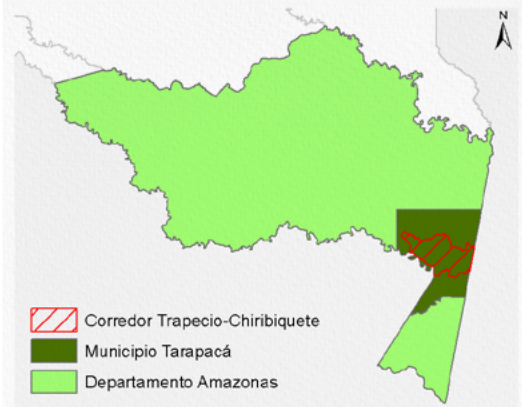 N
Corredor Trapecio-Chiribiquete
Municipio Tarapacá
Departamento Amazonas